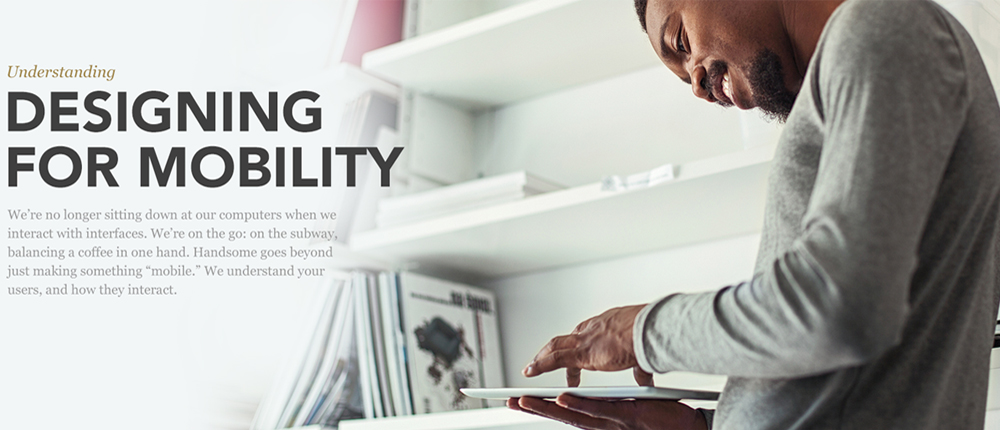 Understanding
DESIGNING
FOR MOBILITY
We’re no longer sitting down at our computers when we
interact with interfaces. We’re on the go: on the subway,
balancing a coffee in one hand. Handsome goes beyond
just making something “mobile.” We understand your
users, and how they interact.